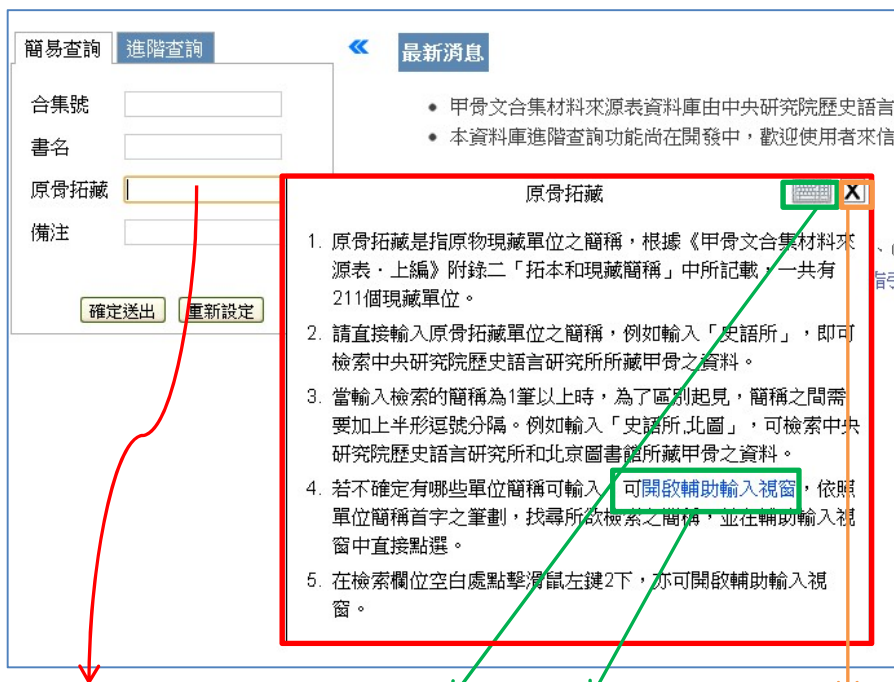 簡易查詢 進階查詢
合集號
書名
原骨拓藏
備注
確定送出 重新設定
最新消息
• 甲骨文合集材料來源表資料庫由中央研究院歷史語言
• 本資料庫進階查詢功能尚在開發中，歡迎使用者來信
原骨拓藏 X
1. 原骨拓藏是指原物現藏單位之簡稱，根據《甲骨文合集材料來
源表．上編》附錄二「拓本和現藏簡稱」中所記載，一共有
211個現藏單位。
2. 請直接輸入原骨拓藏單位之簡稱，例如輸入「史語所」，即可
檢索中央研究院歷史語言研究所所藏甲骨之資料。
3. 當輸入檢索的簡稱為1筆以上時，為了區別起見，簡稱之間需
要加上半形逗號分隔。例如輸入「史語所,北圖」，可檢索中央
研究院歷史語言研究所和北京圖書館所藏甲骨之資料。
4. 若不確定有哪些單位簡稱可輸入，可開啟輔助輸入視窗，依照
單位簡稱首字之筆劃，找尋所欲檢索之簡稱，並在輔助輸入視
窗中直接點選。
5. 在檢索欄位空白處點擊滑鼠左鍵2下，亦可開啟輔助輸入視
窗。